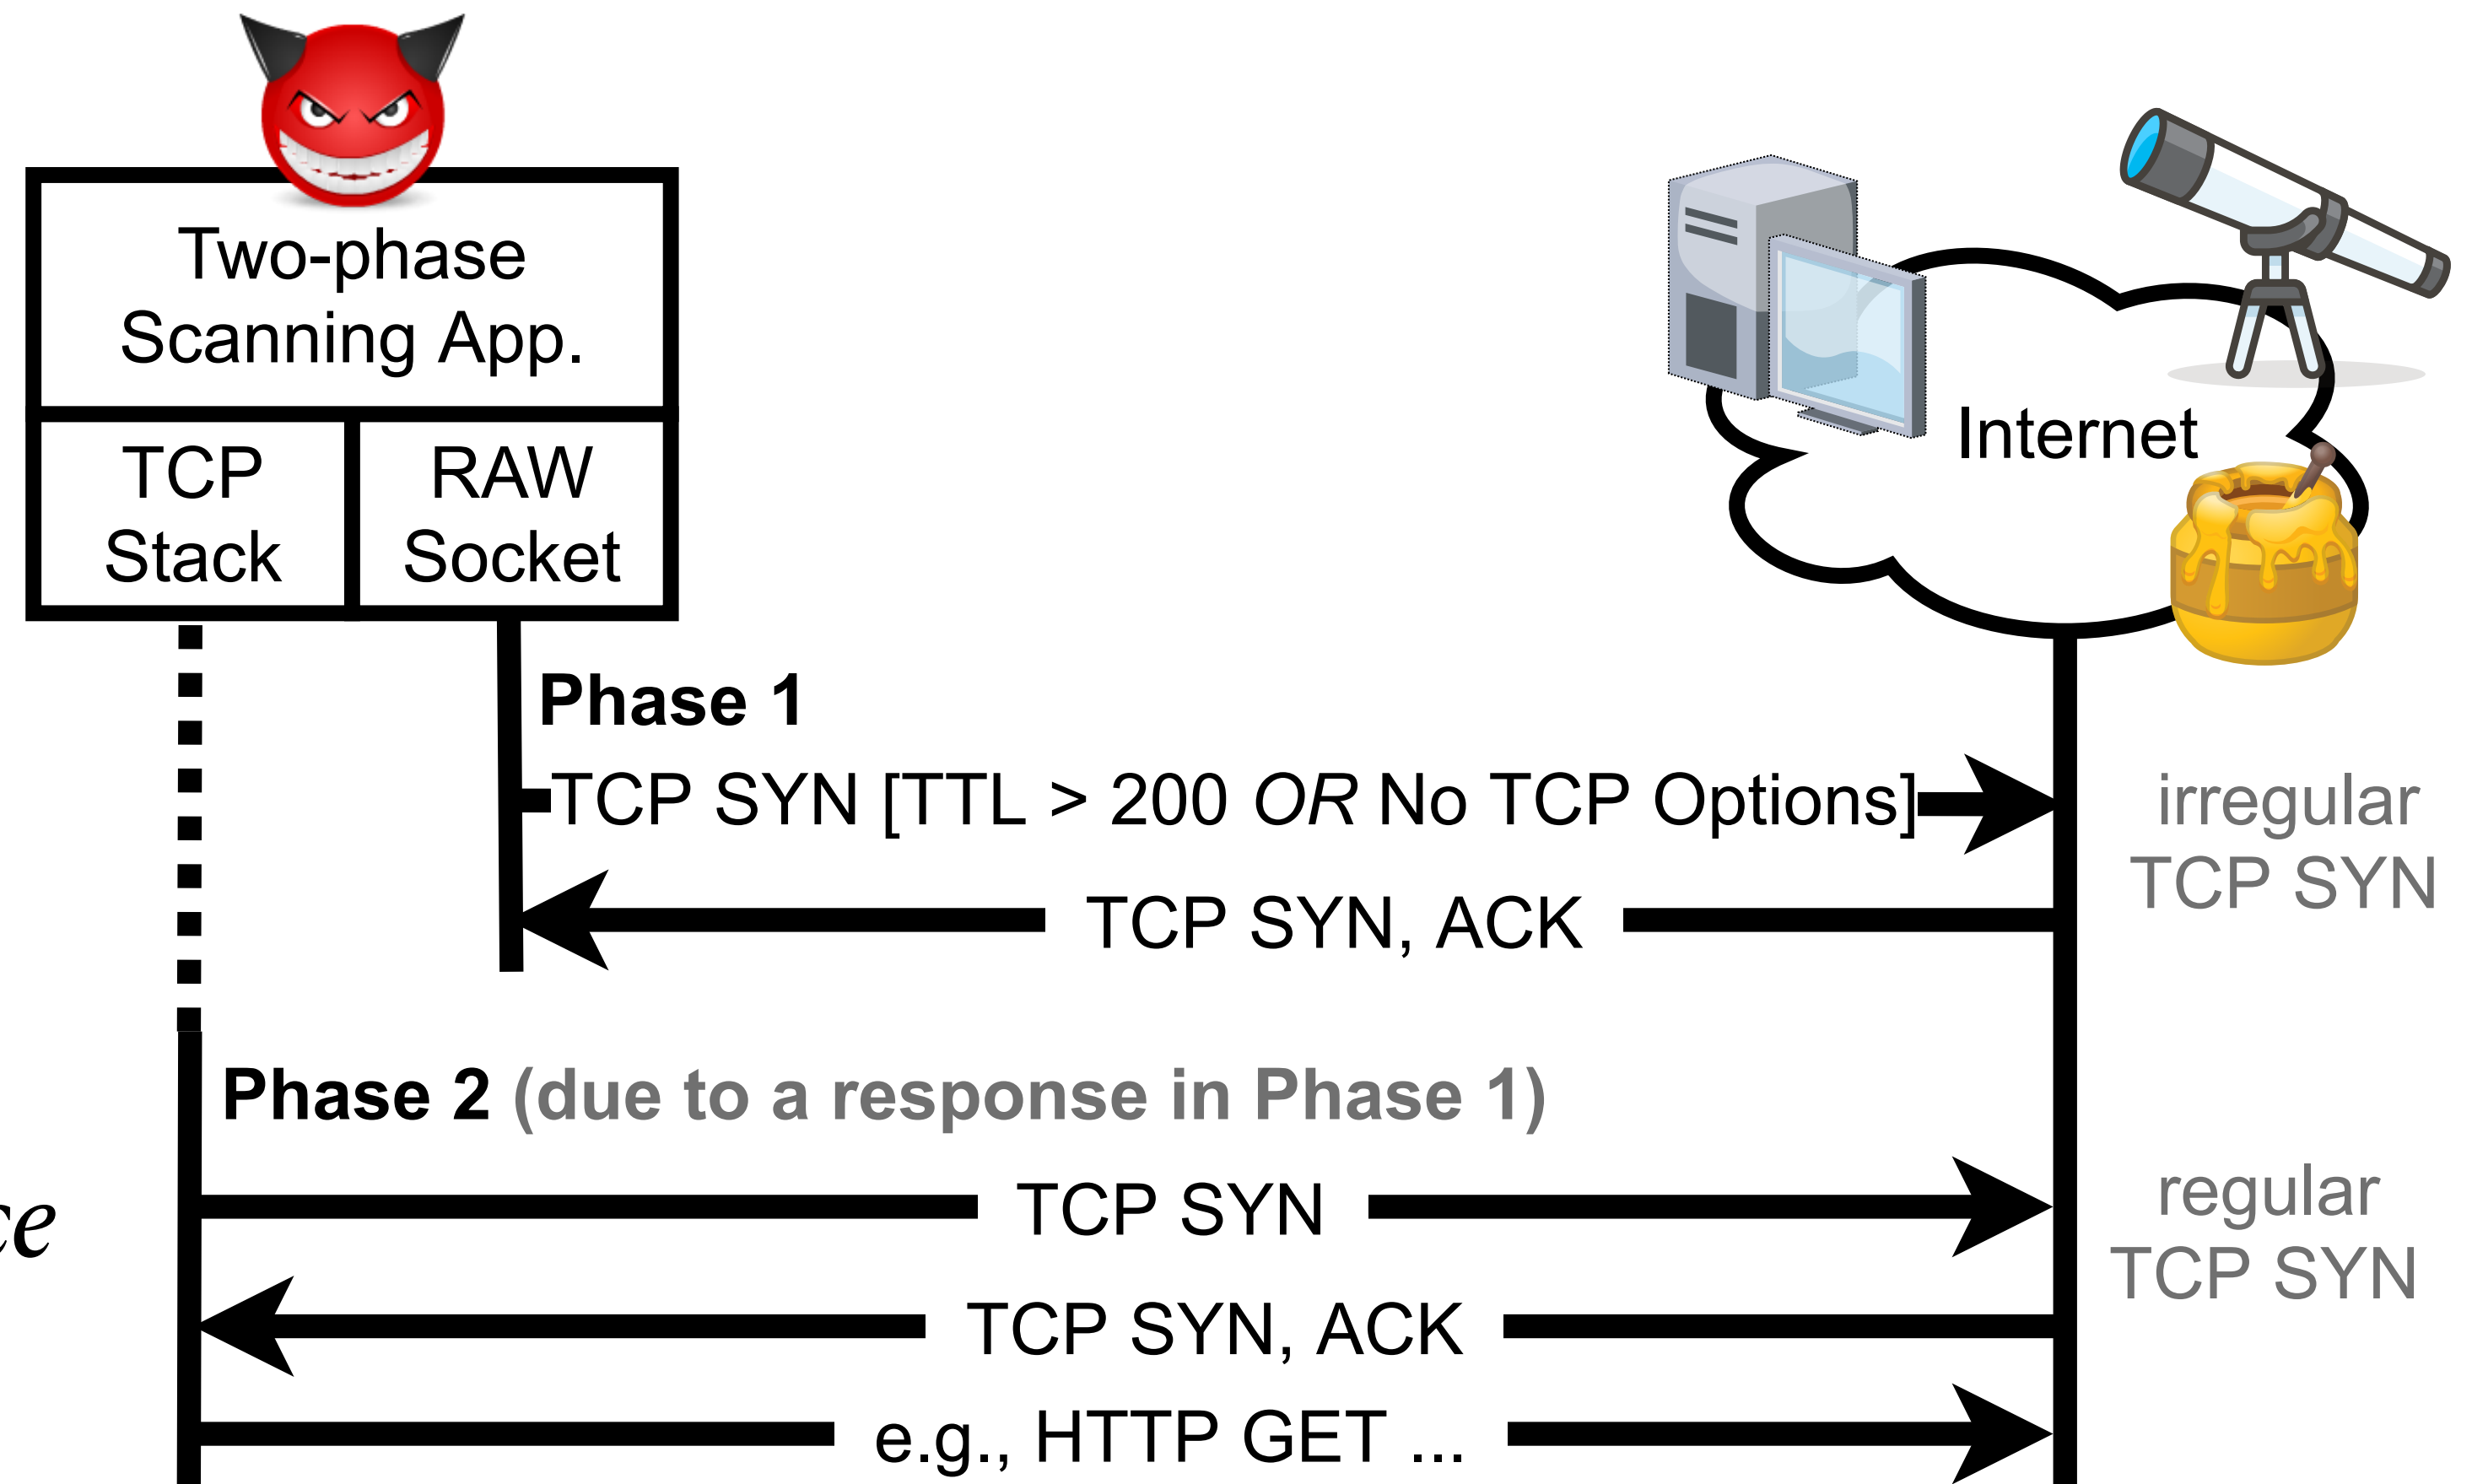 Two-phase
Scanning App.
TCP
Stack
RAW
Socket
Internet
Phase 1
TCP SYN [TTL > 200 OR No TCP Options]
irregular
TCP SYN
TCP SYN, ACK
Phase 2 (due to a response in Phase 1)
TCP SYN
regular
TCP SYN
TCP SYN, ACK
e.g., HTTP GET ...